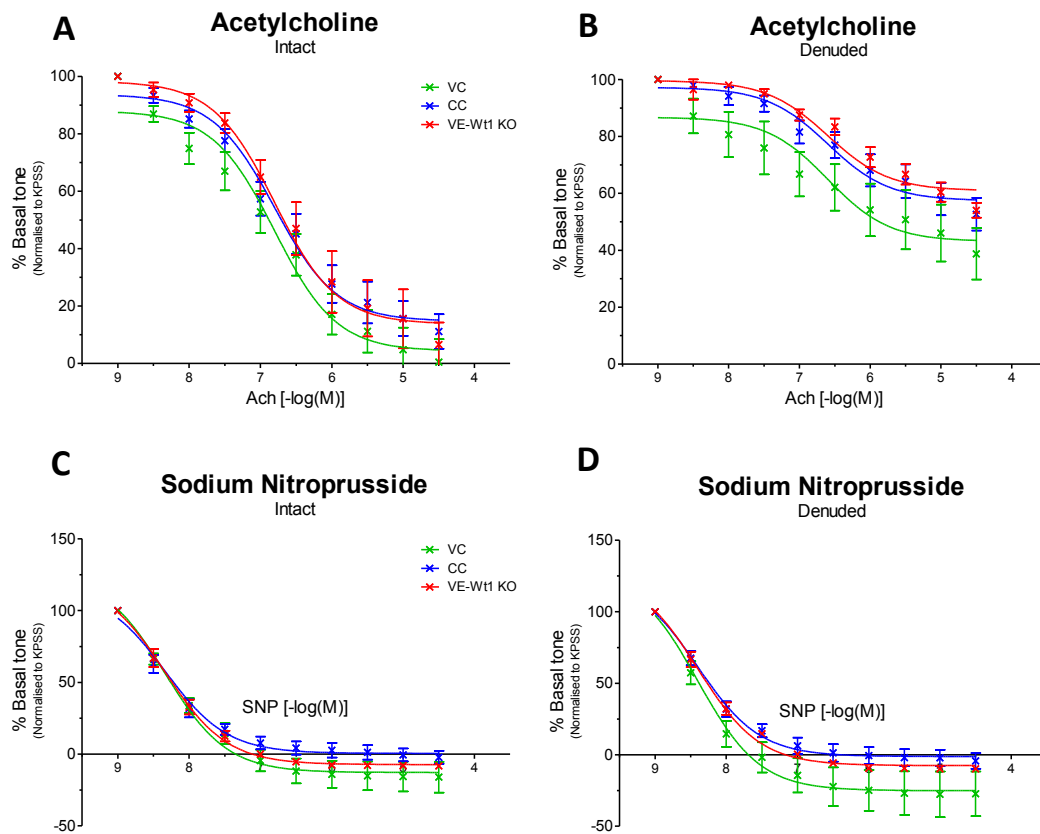 A
Acetylcholine
Intact
100
80
60
40
20
0
% Basal tone
(Normalised to KPSS)
VC
CC
VE-Wt1 KO
9 8 7 6 5 4
Ach [-log(M)]
B
Acetylcholine
Denuded
100
80
60
40
20
0
% Basal tone
(Normalised to KPSS)
9 8 7 6 5 4
Ach [-log(M)]
C
Sodium Nitroprusside
Intact
150
100
50
0
-50
% Basal tone
(Normalised to KPSS)
VC
CC
VE-Wt1 KO
SNP [-log(M)]
9 8 7 6 5 4
D
Sodium Nitroprusside
Denuded
150
100
50
0
-50
% Basal tone
(Normalised to KPSS)
SNP [-log(M)]
9 8 7 6 5 4